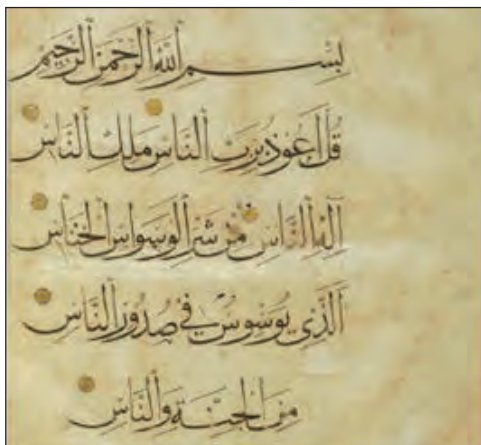 بسم الله الرحمن الرحيم
قل اعوذ برب الناس ملك الناس
اله الناس من شر الوسواس الخناس
الذي يوسوس في صدور الناس
من الجنة والناس